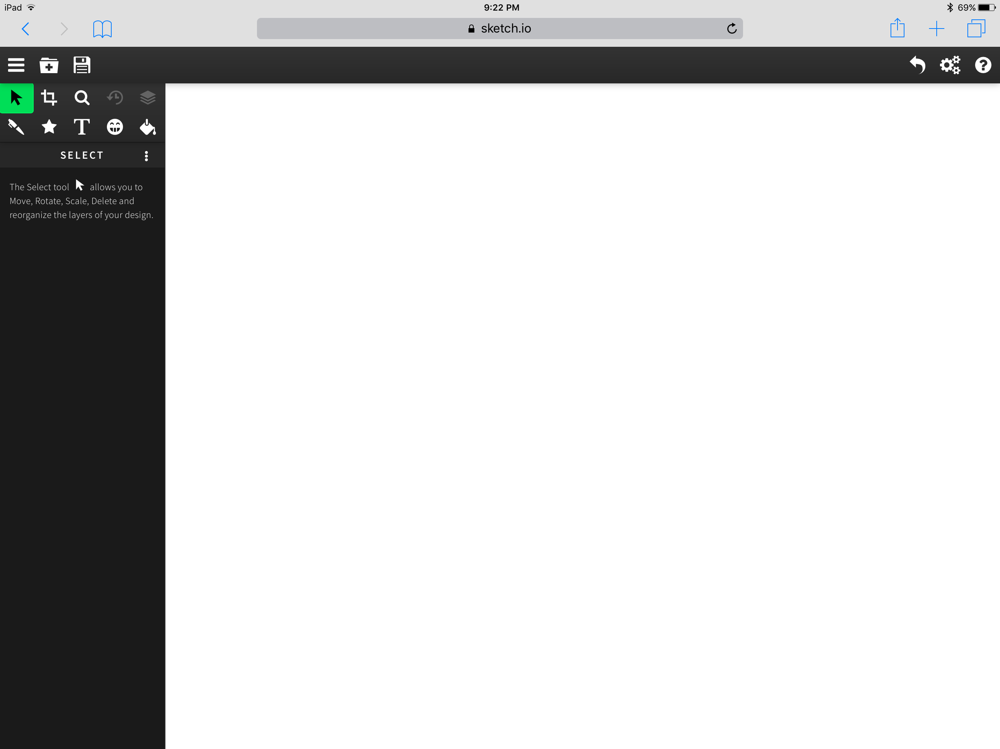 iPad
9:22 PM
69%
sketch.io
SELECT
The Select tool allows you to
Move, Rotate, Scale, Delete and
reorganize the layers of your design.